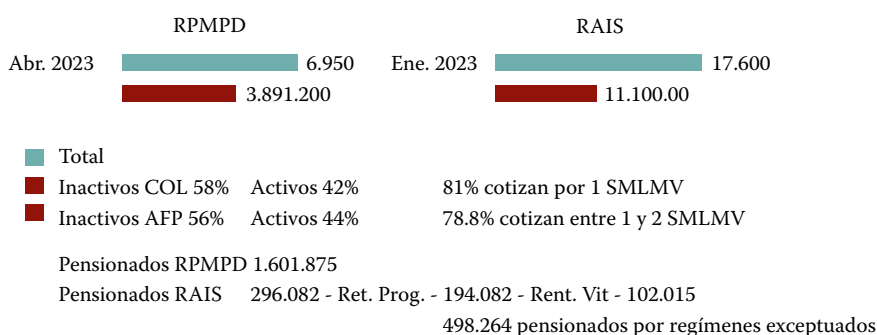 RPMPD
RAIS
Abr. 2023 6.950 Ene. 2023 17.600
3.891.200 11.100.00
Total
Inactivos COL 58% Activos 42% 81% cotizan por 1 SMLMV
Inactivos AFP 56% Activos 44% 78.8% cotizan entre 1 y 2 SMLMV
Pensionados RPMPD 1.601.875
Pensionados RAIS 296.082 - Ret. Prog. - 194.082 - Rent. Vit - 102.015
498.264 pensionados por regímenes exceptuados